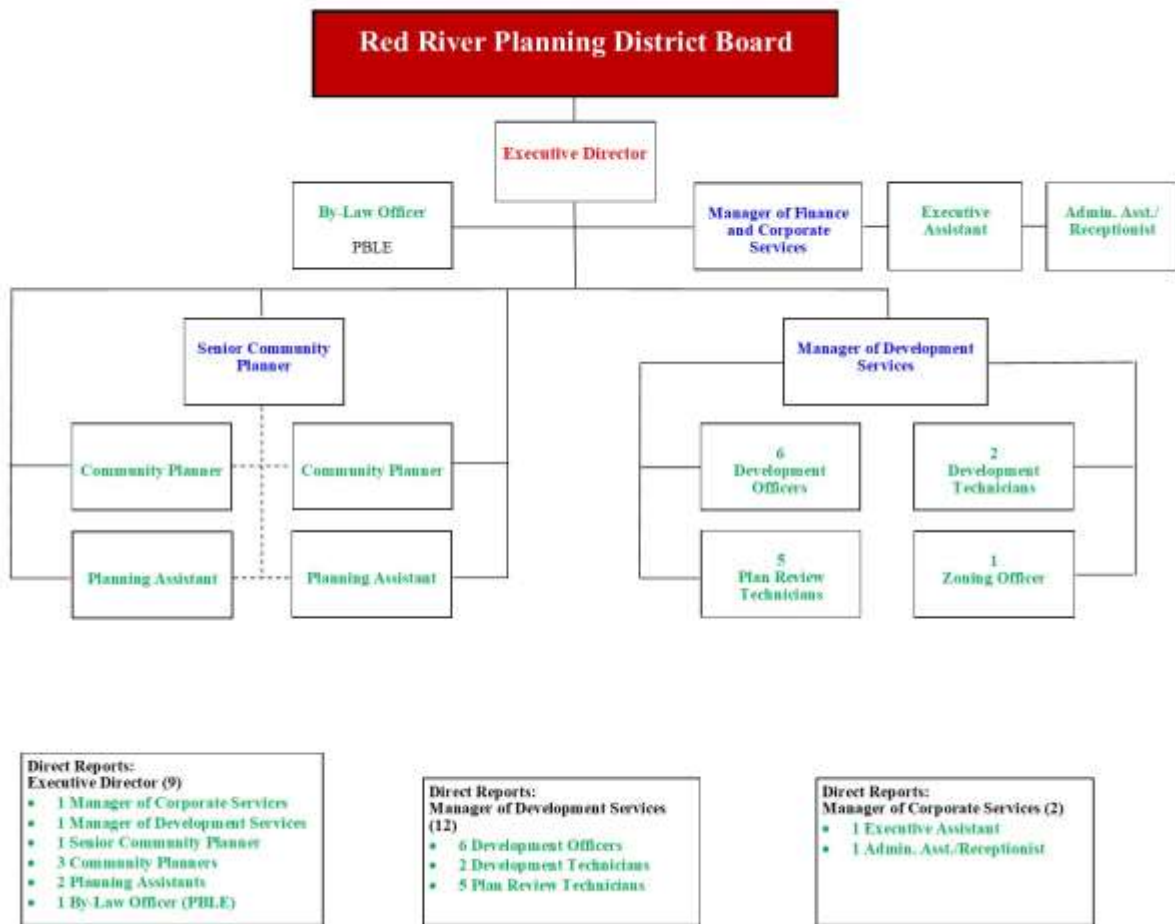 Red River Planning District Board
Executive Director
By-Law Officer
PBLE
Manager of Finance
and Corporate
Services
Executive
Assistant
Admin. Asst./
Receptionist
Senior Community
Planner
Manager of Development
Services
Community Planner
Community Planner
6
Development
Officers
2
Development
Technicians
Planning Assistant
Planning Assistant
5
Plan Review
Technicians
1
Zoning Officer
Direct Reports:
Executive Director (9)
• 1 Manager of Corporate Services
• 1 Manager of Development Services
• 1 Senior Community Planner
• 3 Community Planners
• 2 Planning Assistants
• 1 By-Law Officer (PBLE)
Direct Reports:
Manager of Development Services
(12)
• 6 Development Officers
• 2 Development Technicians
• 5 Plan Review Technicians
Direct Reports:
Manager of Corporate Services (2)
• 1 Executive Assistant
• 1 Admin. Asst./Receptionist